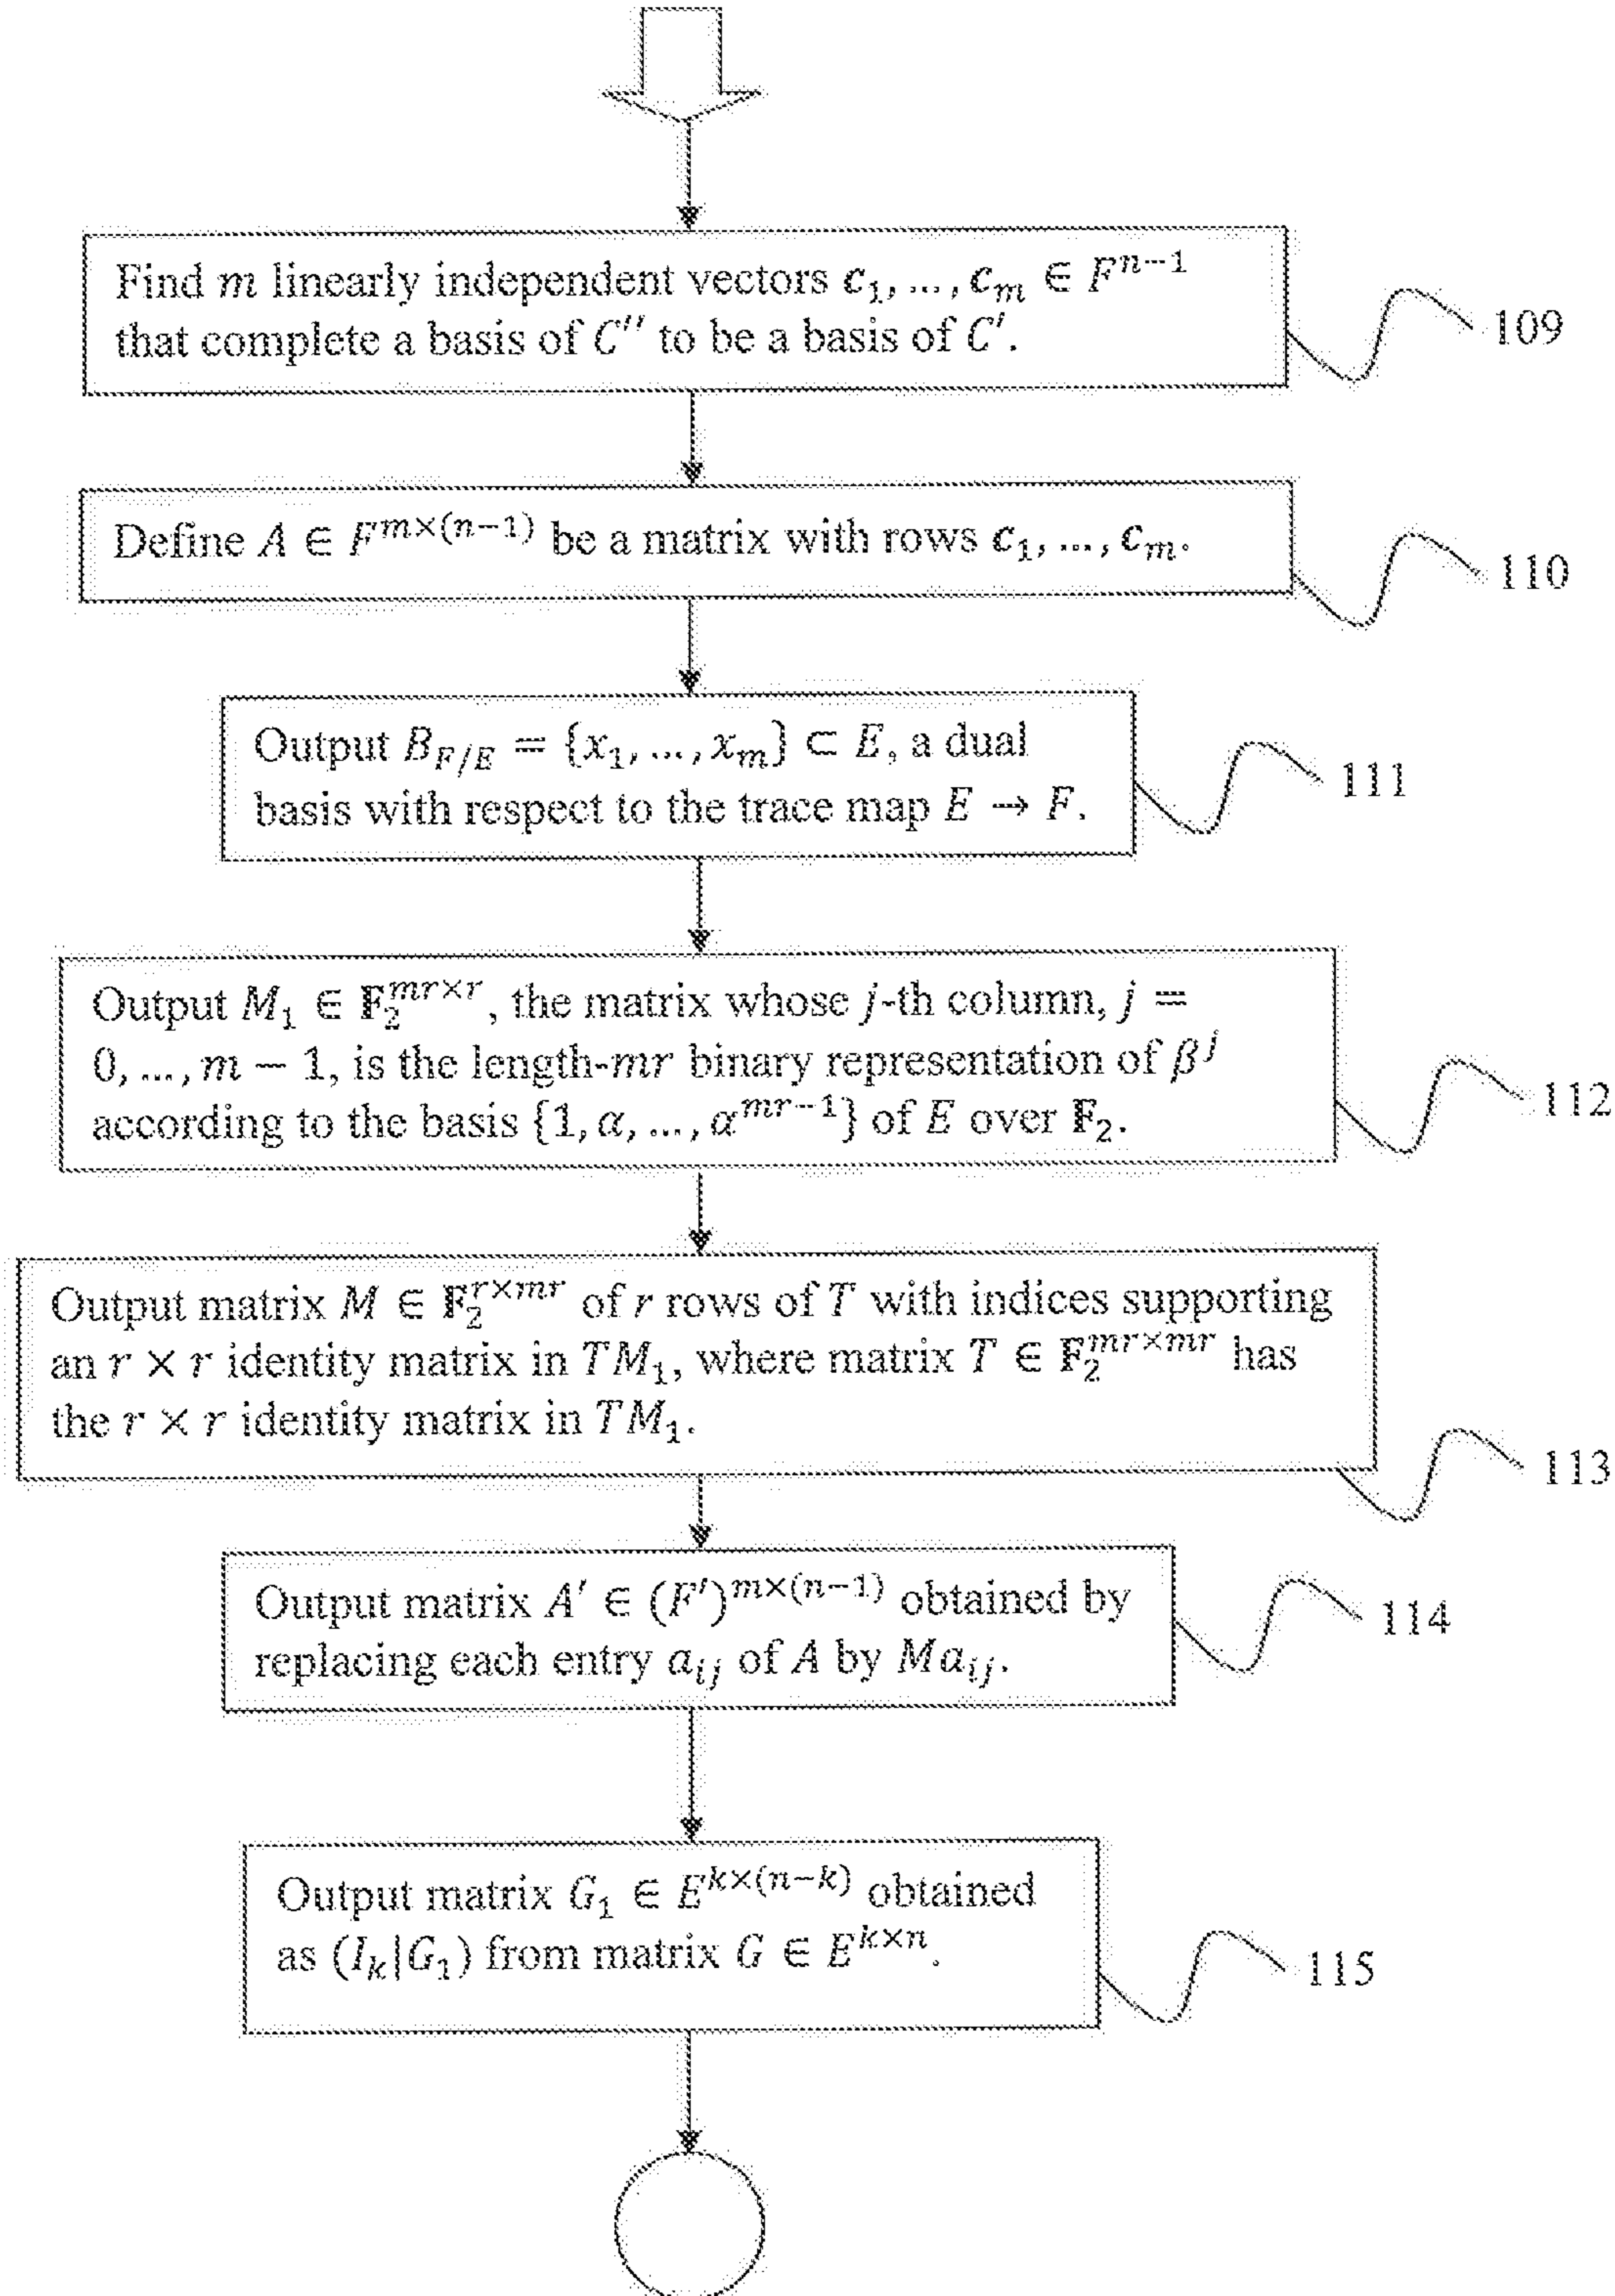 Find m linearly independent vectors c₁, ..., cₘ ∈ Fⁿ⁻¹
that complete a basis of C'' to be a basis of C'.
109
Define A ∈ F^{m×(n−1)} be a matrix with rows c₁, ..., cₘ.
110
Output B_{F/E} = {x₁, ..., xₘ} ⊂ E, a dual
basis with respect to the trace map E → F.
111
Output M₁ ∈ 𝐅₂^{mr×r}, the matrix whose j-th column, j =
0, ..., m − 1, is the length-mr binary representation of β^j
according to the basis {1, α, ..., α^{mr−1}} of E over 𝐅₂.
112
Output matrix M ∈ 𝐅₂^{r×mr} of r rows of T with indices supporting
an r × r identity matrix in TM₁, where matrix T ∈ 𝐅₂^{mr×mr} has
the r × r identity matrix in TM₁.
113
Output matrix A' ∈ (F')^{m×(n−1)} obtained by
replacing each entry a_{ij} of A by Ma_{ij}.
114
Output matrix G₁ ∈ E^{k×(n−k)} obtained
as (I_k|G₁) from matrix G ∈ E^{k×n}.
115